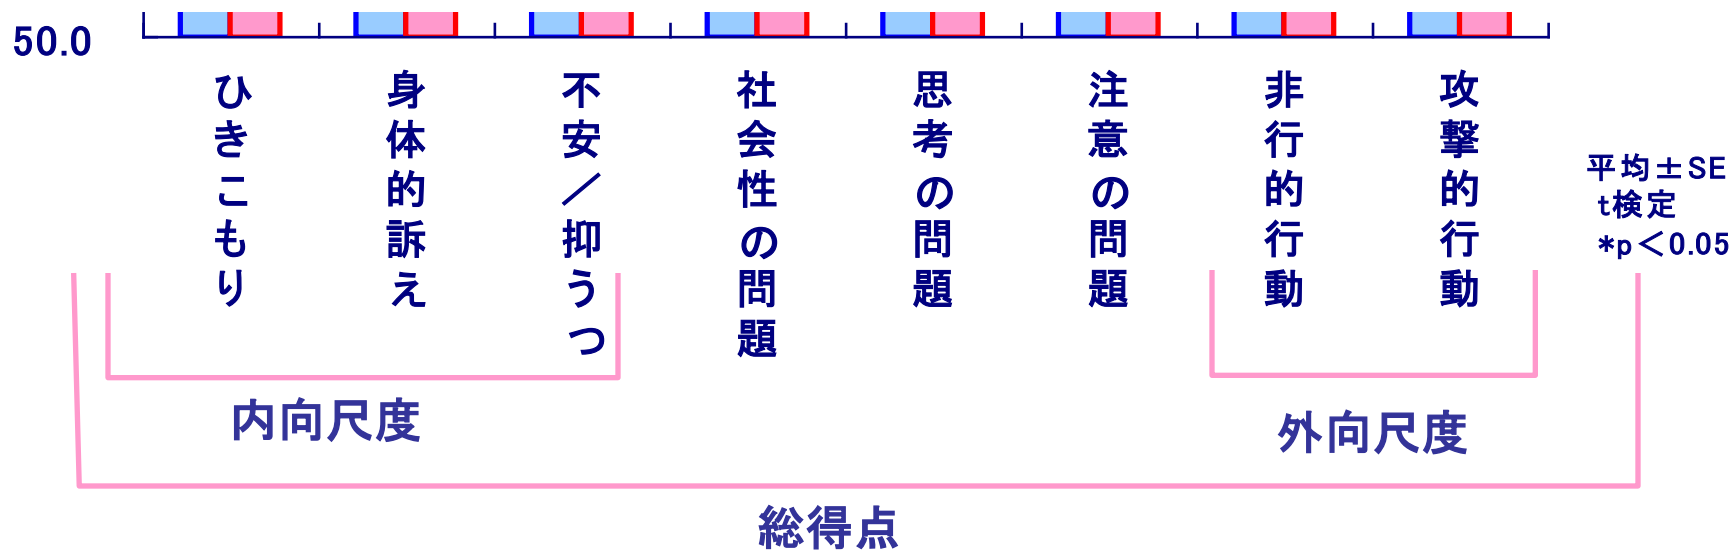 50.0
ひきこもり
身体的訴え
不安／抑うつ
社会性の問題
思考の問題
注意の問題
非行的行動
攻撃的行動
平均±SE
t検定
*p＜0.05
内向尺度
外向尺度
総得点